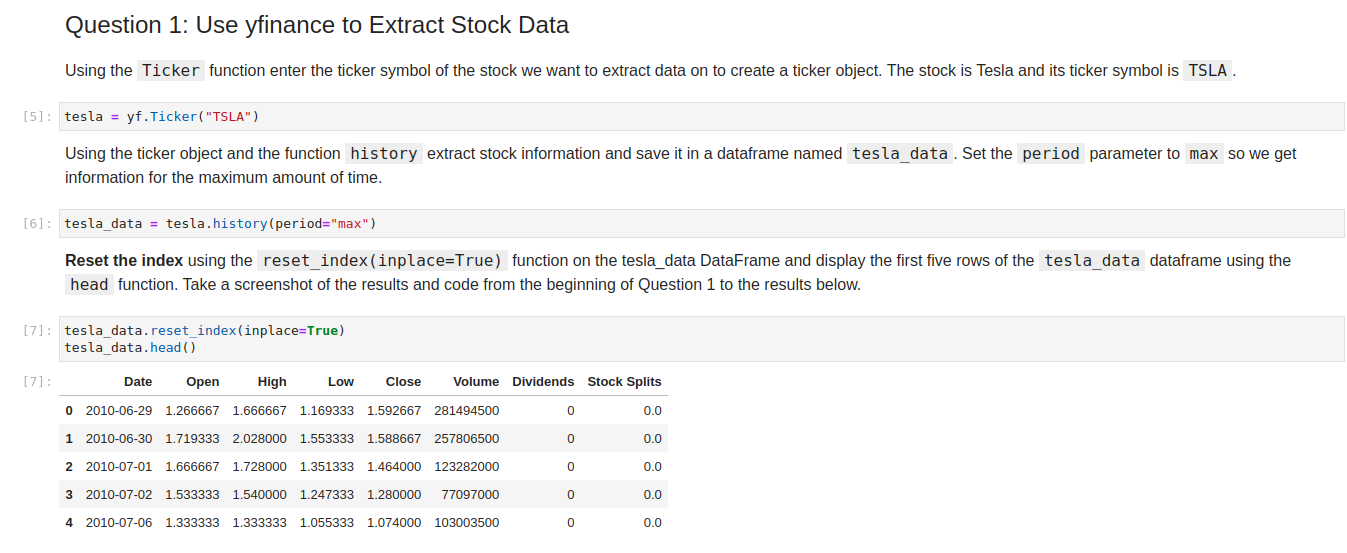 Question 1: Use yfinance to Extract Stock Data
Using the Ticker function enter the ticker symbol of the stock we want to extract data on to create a ticker object. The stock is Tesla and its ticker symbol is TSLA .
[5]: tesla = yf.Ticker("TSLA")
Using the ticker object and the function history extract stock information and save it in a dataframe named tesla_data . Set the period parameter to max so we get
information for the maximum amount of time.
[6]: tesla_data = tesla.history(period="max")
Reset the index using the reset_index(inplace=True) function on the tesla_data DataFrame and display the first five rows of the tesla_data dataframe using the
head function. Take a screenshot of the results and code from the beginning of Question 1 to the results below.
[7]: tesla_data.reset_index(inplace=True)
tesla_data.head()
[7]: Date Open High Low Close Volume Dividends Stock Splits
0 2010-06-29 1.266667 1.666667 1.169333 1.592667 281494500 0 0.0
1 2010-06-30 1.719333 2.028000 1.553333 1.588667 257806500 0 0.0
2 2010-07-01 1.666667 1.728000 1.351333 1.464000 123282000 0 0.0
3 2010-07-02 1.533333 1.540000 1.247333 1.280000 77097000 0 0.0
4 2010-07-06 1.333333 1.333333 1.055333 1.074000 103003500 0 0.0